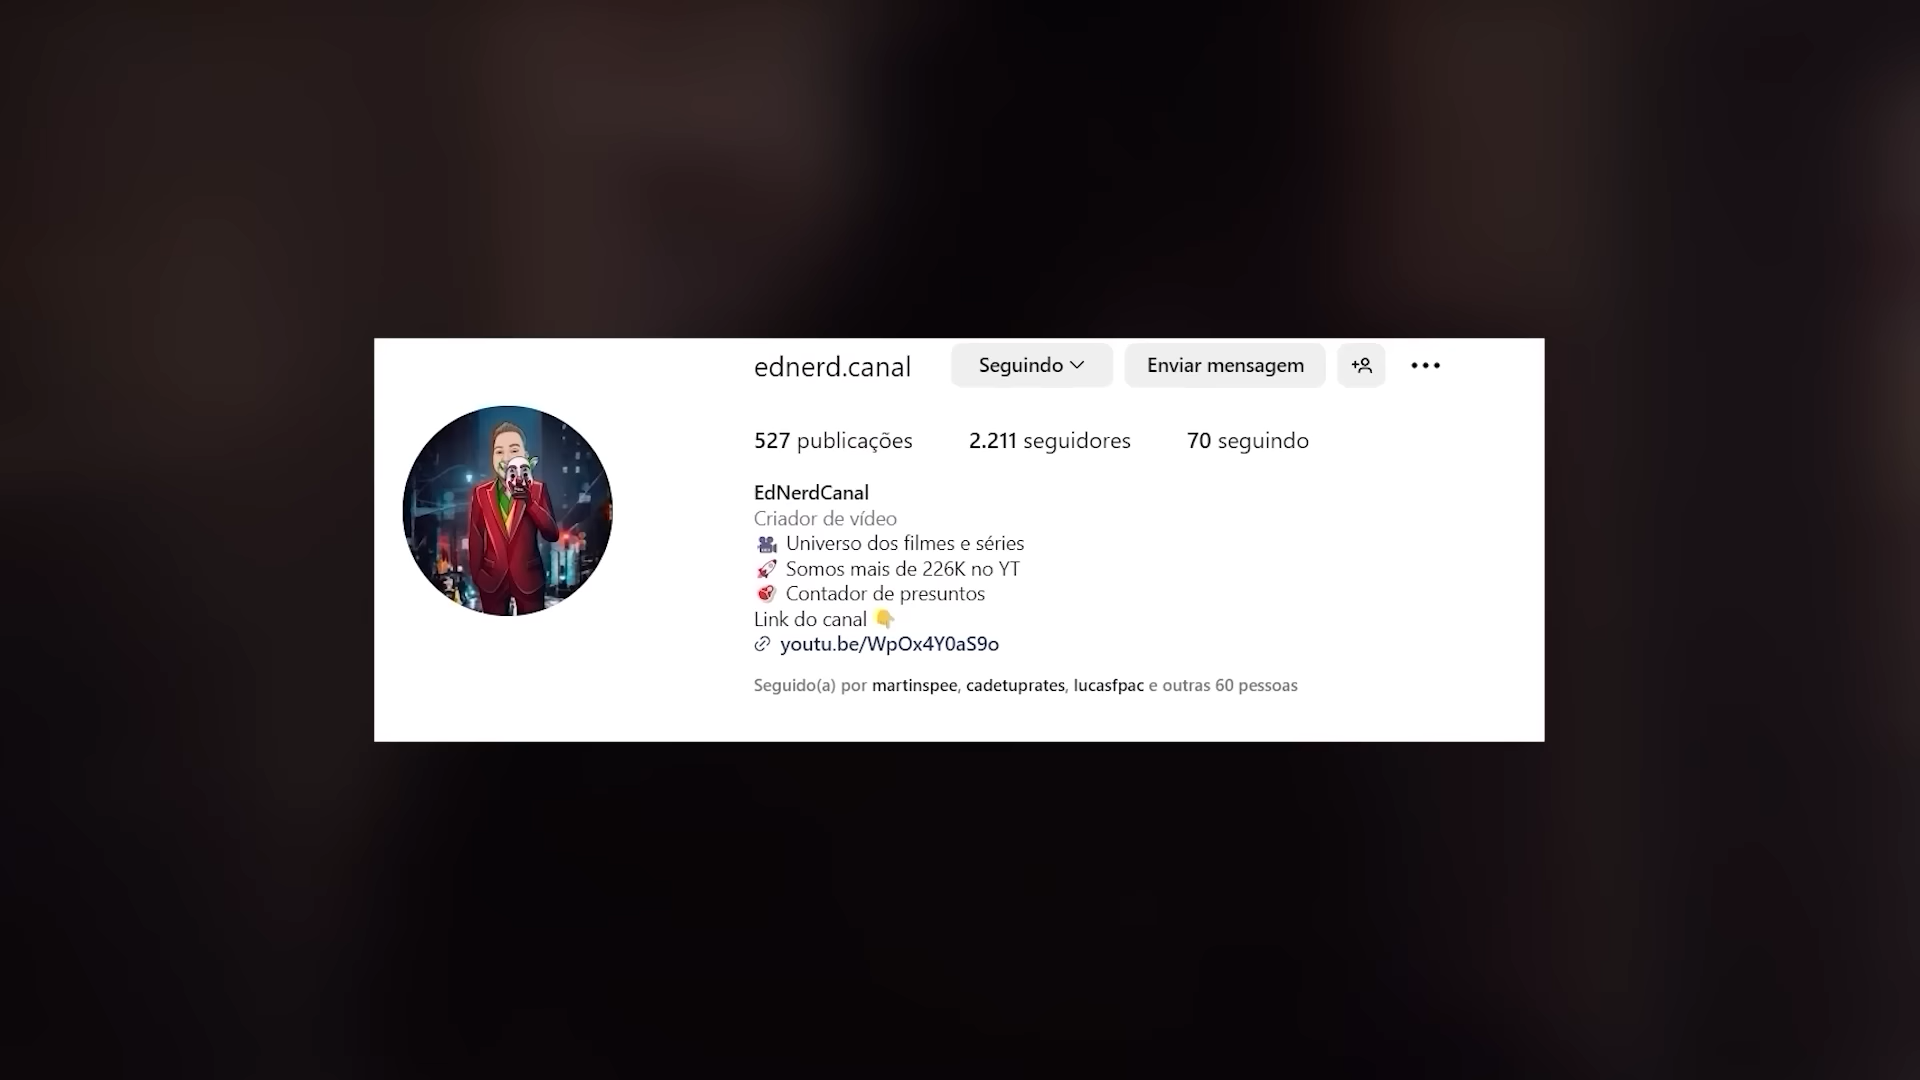 ednerd.canal Seguindo Enviar mensagem
527 publicações 2.211 seguidores 70 seguindo
EdNerdCanal
Criador de vídeo
🎥 Universo dos filmes e séries
🚀 Somos mais de 226K no YT
🥩 Contador de presuntos
Link do canal 👇
youtu.be/WpOx4Y0aS9o
Seguido(a) por martinspee, cadetuprates, lucasfpac e outras 60 pessoas